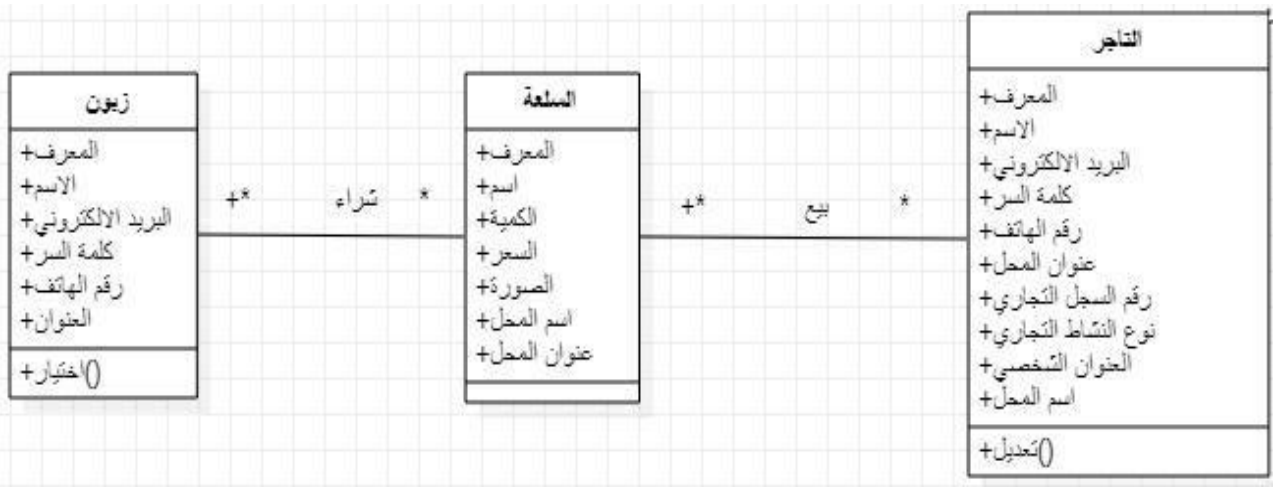 زبون
+المعرف
+الاسم
+البريد الالكتروني
+كلمة السر
+رقم الهاتف
+العنوان
+اختيار()
+*
شراء
*
السلعة
+المعرف
+اسم
+الكمية
+السعر
+الصورة
+اسم المحل
+عنوان المحل
+*
بيع
*
التاجر
+المعرف
+الاسم
+البريد الالكتروني
+كلمة السر
+رقم الهاتف
+عنوان المحل
+رقم السجل التجاري
+نوع النشاط التجاري
+العنوان الشخصي
+اسم المحل
+تعديل()